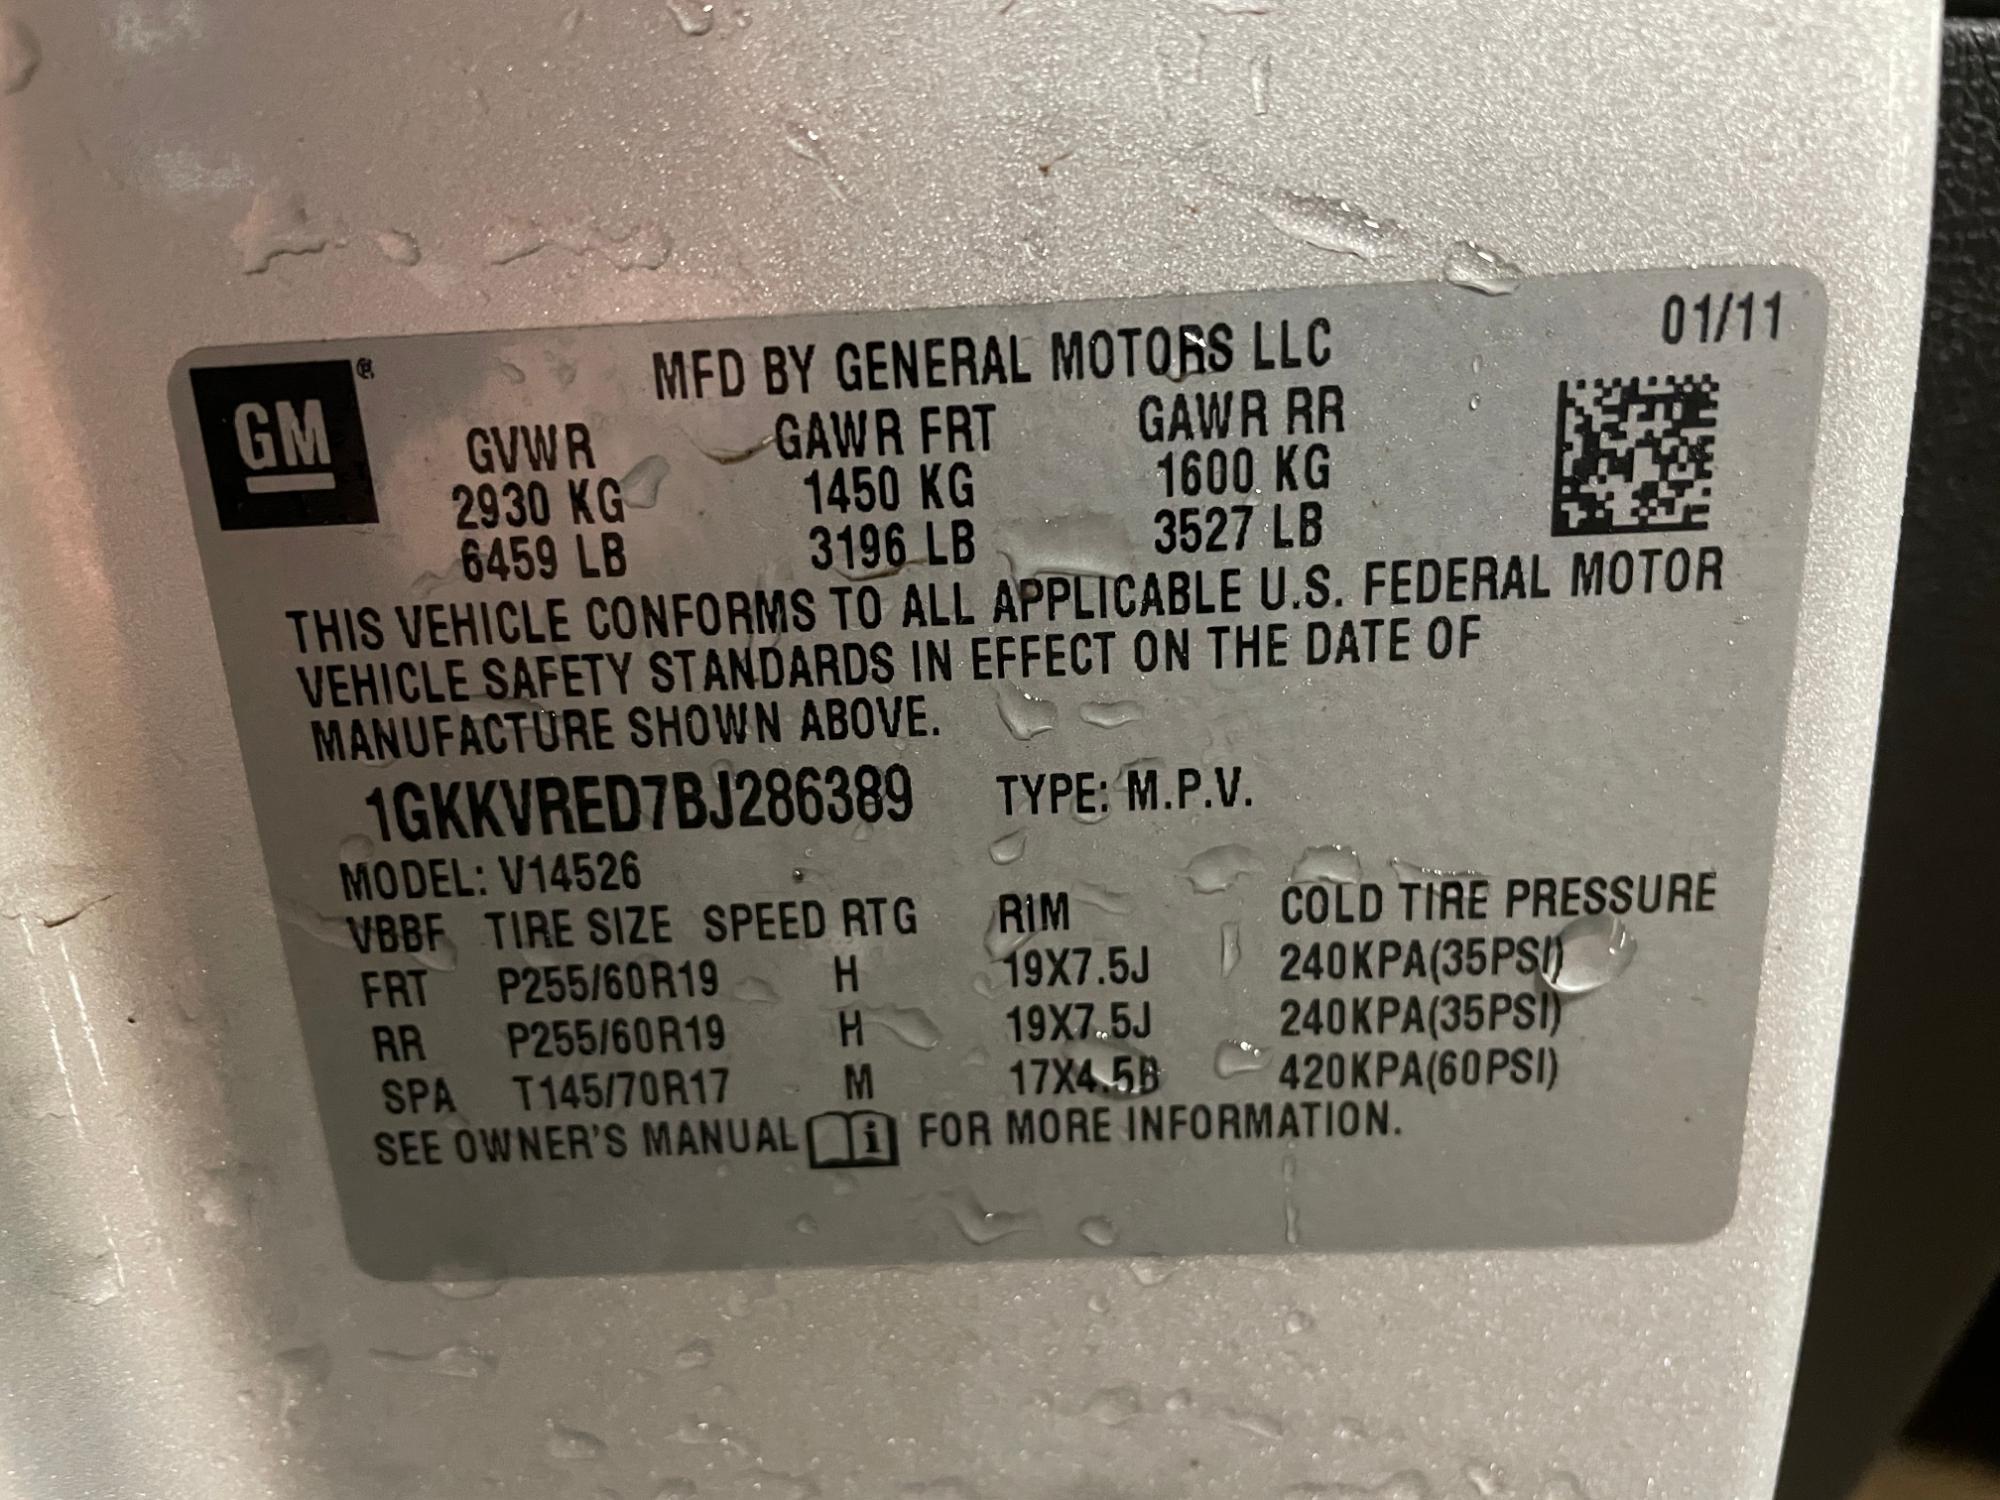 01/11
GM®
MFD BY GENERAL MOTORS LLC
GVWR GAWR FRT GAWR RR
2930 KG 1450 KG 1600 KG
6459 LB 3196 LB 3527 LB
THIS VEHICLE CONFORMS TO ALL APPLICABLE U.S. FEDERAL MOTOR
VEHICLE SAFETY STANDARDS IN EFFECT ON THE DATE OF
MANUFACTURE SHOWN ABOVE.
1GKKVRED7BJ286389 TYPE: M.P.V.
MODEL: V14526
VBBF TIRE SIZE SPEED RTG RIM COLD TIRE PRESSURE
FRT P255/60R19 H 19X7.5J 240KPA(35PSI)
RR P255/60R19 H 19X7.5J 240KPA(35PSI)
SPA T145/70R17 M 17X4.5B 420KPA(60PSI)
SEE OWNER'S MANUAL i FOR MORE INFORMATION.